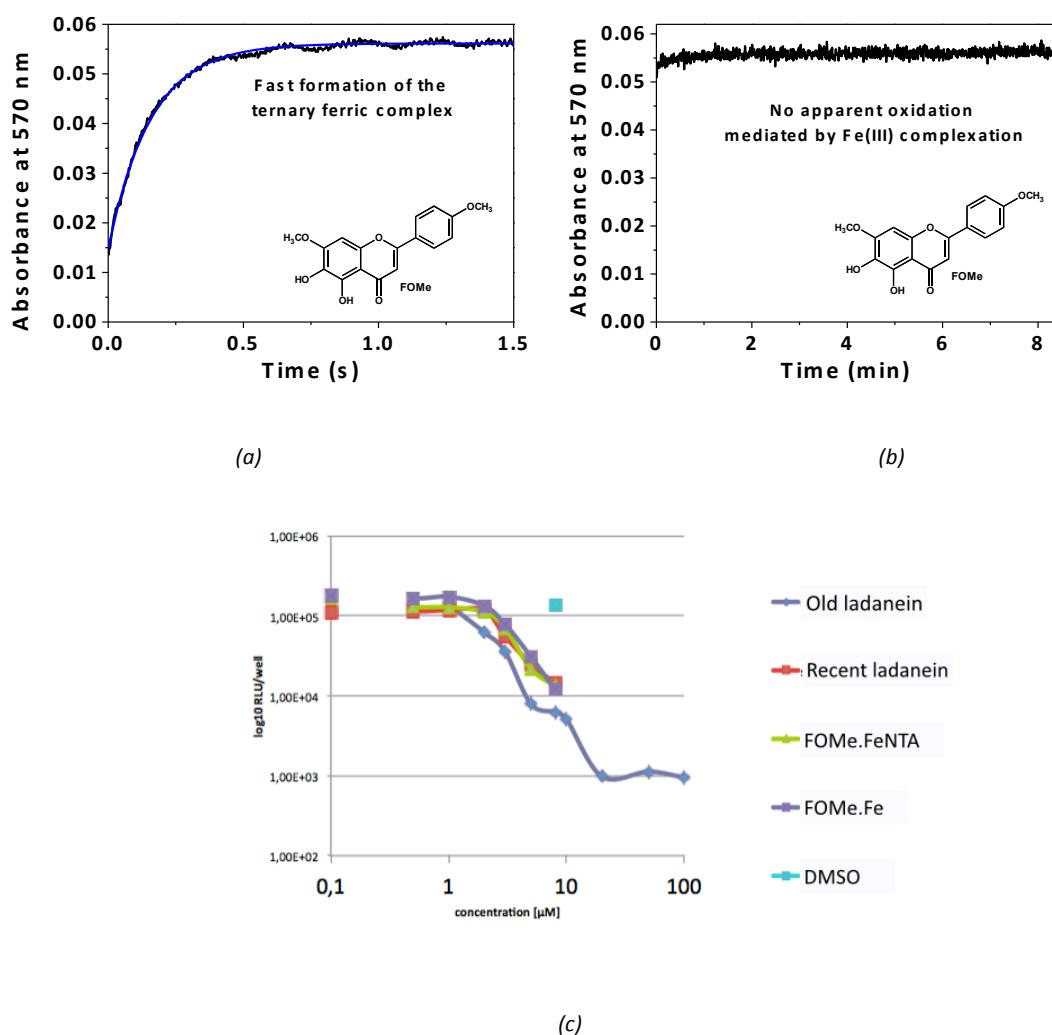 0.06
0.05
0.04
0.03
0.02
0.01
0.00
Absorbance at 570 nm
Fast formation of the
ternary ferric complex
OCH₃
H₃CO
O
HO
OH
O
FOMe
0.0
0.5
1.0
1.5
Time (s)
(a)
0.06
0.05
0.04
0.03
0.02
0.01
0.00
Absorbance at 570 nm
No apparent oxidation
mediated by Fe(III) complexation
OCH₃
H₃CO
O
HO
OH
O
FOMe
0
2
4
6
8
Time (min)
(b)
1,00E+06
1,00E+05
1,00E+04
1,00E+03
1,00E+02
log10 RLU/well
0,1
1
10
100
concentration [µM]
Old ladanein
Recent ladanein
FOMe.FeNTA
FOMe.Fe
DMSO
(c)